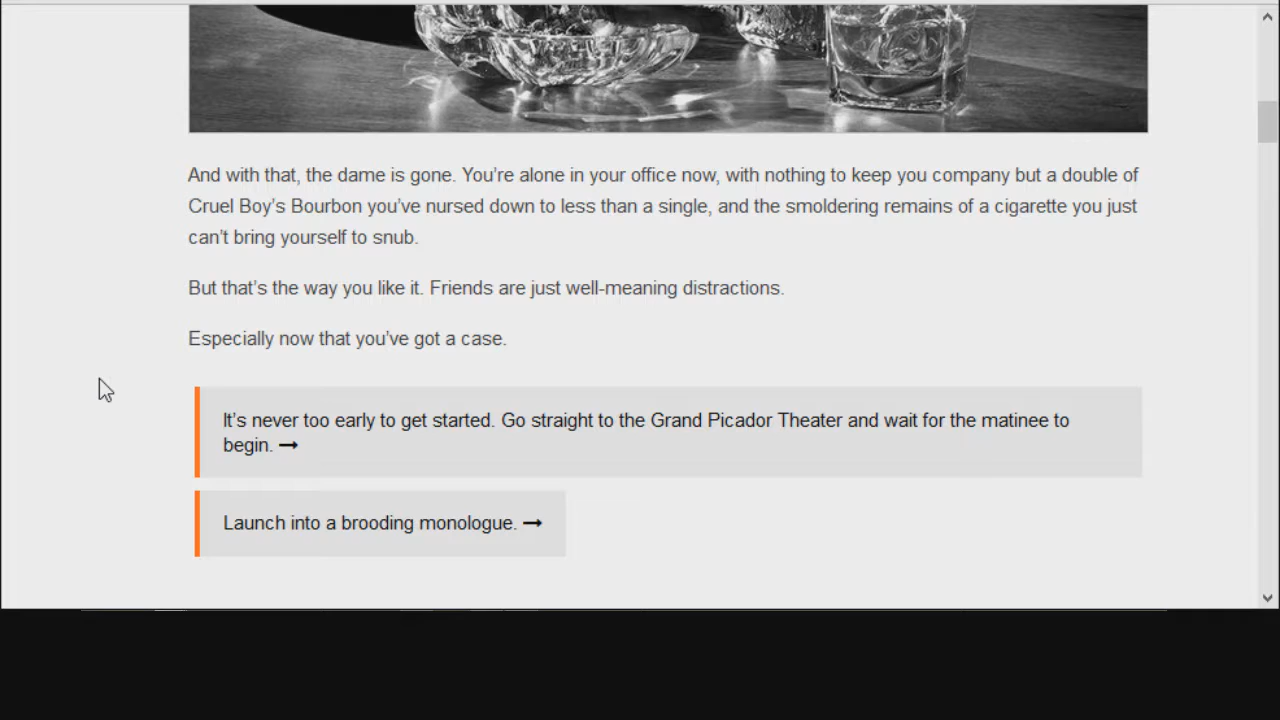 And with that, the dame is gone. You’re alone in your office now, with nothing to keep you company but a double of
Cruel Boy’s Bourbon you’ve nursed down to less than a single, and the smoldering remains of a cigarette you just
can’t bring yourself to snub.
But that’s the way you like it. Friends are just well-meaning distractions.
Especially now that you’ve got a case.
It’s never too early to get started. Go straight to the Grand Picador Theater and wait for the matinee to
begin. →
Launch into a brooding monologue. →